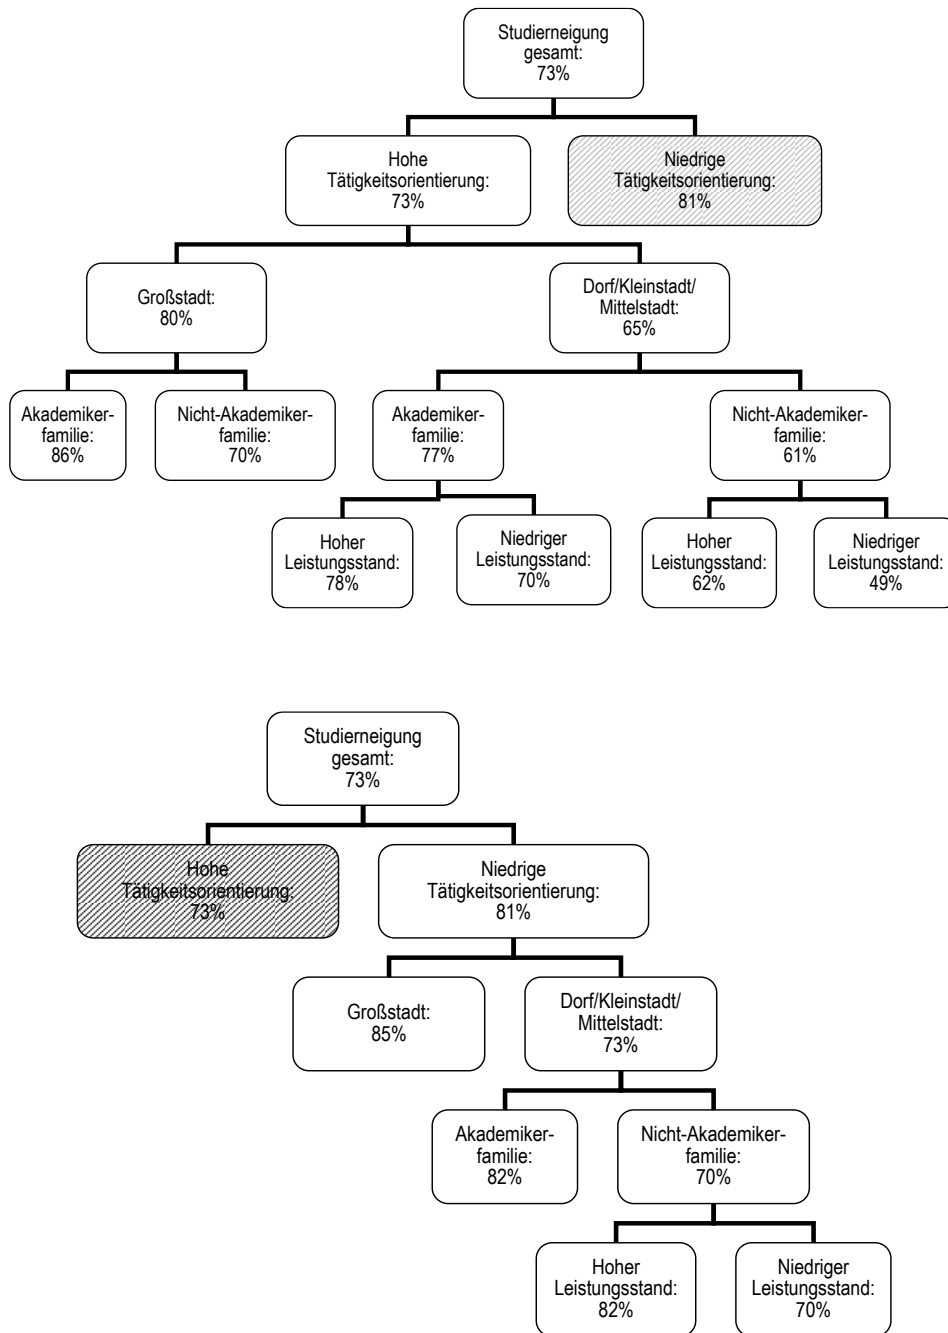 Studierneigung
gesamt:
73%
Hohe
Tätigkeitsorientierung:
73%
Niedrige
Tätigkeitsorientierung:
81%
Großstadt:
80%
Dorf/Kleinstadt/
Mittelstadt:
65%
Akademiker-
familie:
86%
Nicht-Akademiker-
familie:
70%
Akademiker-
familie:
77%
Nicht-Akademiker-
familie:
61%
Hoher
Leistungsstand:
78%
Niedriger
Leistungsstand:
70%
Hoher
Leistungsstand:
62%
Niedriger
Leistungsstand:
49%
Studierneigung
gesamt:
73%
Hohe
Tätigkeitsorientierung:
73%
Niedrige
Tätigkeitsorientierung:
81%
Großstadt:
85%
Dorf/Kleinstadt/
Mittelstadt:
73%
Akademiker-
familie:
82%
Nicht-Akademiker-
familie:
70%
Hoher
Leistungsstand:
82%
Niedriger
Leistungsstand:
70%